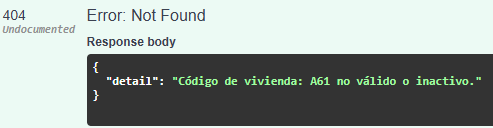 404
Undocumented
Error: Not Found
Response body
{
"detail": "Código de vivienda: A61 no válido o inactivo."
}